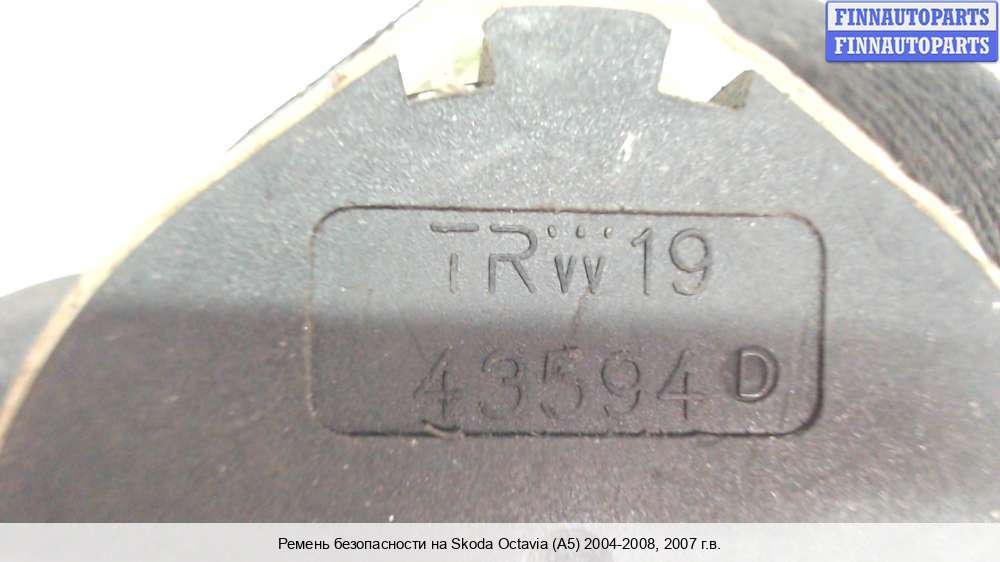 FINNAUTOPARTS
FINNAUTOPARTS
TRW 19
43594 D
Ремень безопасности на Skoda Octavia (A5) 2004-2008, 2007 г.в.